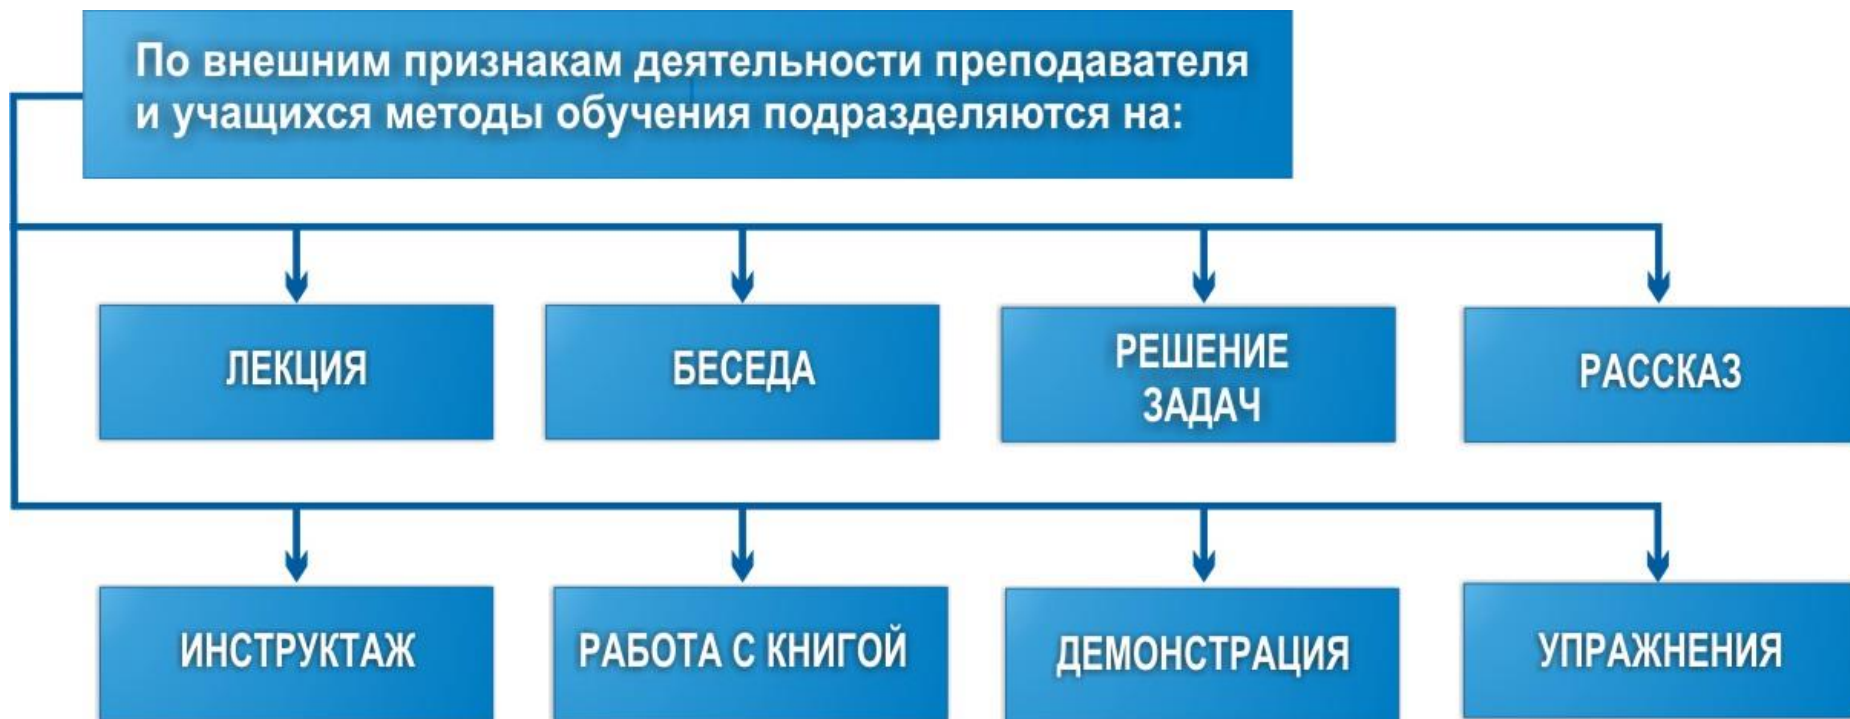 По внешним признакам деятельности преподавателя
и учащихся методы обучения подразделяются на:
ЛЕКЦИЯ
БЕСЕДА
РЕШЕНИЕ
ЗАДАЧ
РАССКАЗ
ИНСТРУКТАЖ
РАБОТА С КНИГОЙ
ДЕМОНСТРАЦИЯ
УПРАЖНЕНИЯ